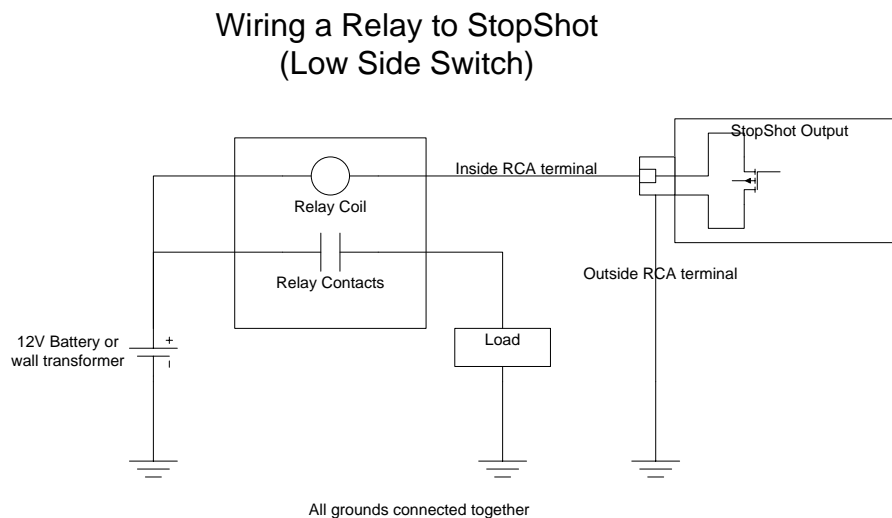 Wiring a Relay to StopShot
(Low Side Switch)
StopShot Output
Inside RCA terminal
Relay Coil
Relay Contacts
Outside RCA terminal
12V Battery or
wall transformer
+
-
Load
All grounds connected together